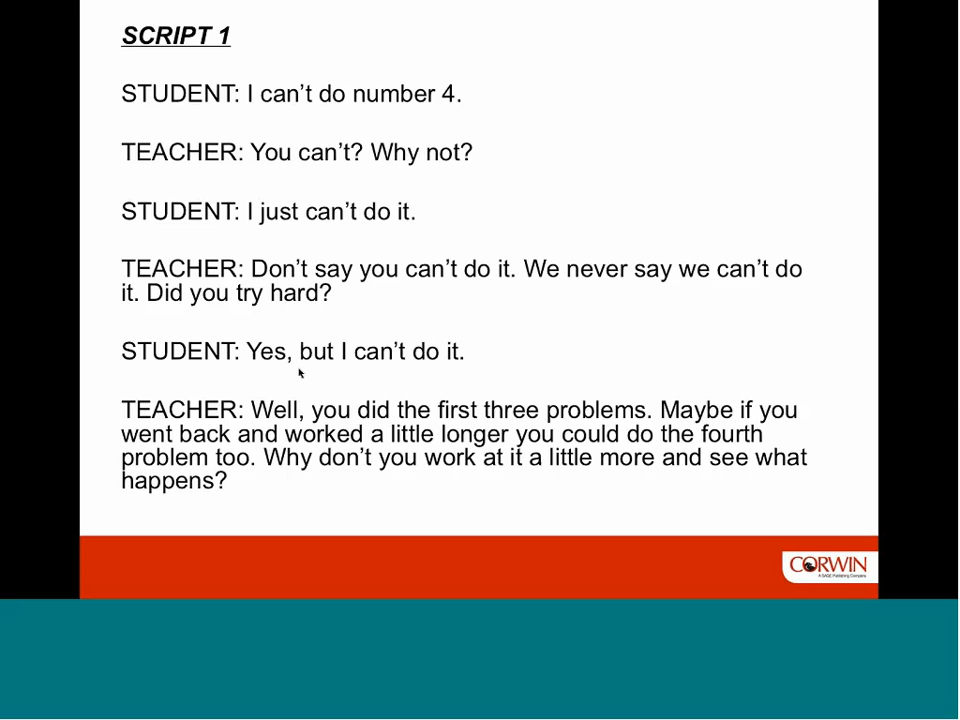 SCRIPT 1
STUDENT: I can’t do number 4.
TEACHER: You can’t? Why not?
STUDENT: I just can’t do it.
TEACHER: Don’t say you can’t do it. We never say we can’t do
it. Did you try hard?
STUDENT: Yes, but I can’t do it.
TEACHER: Well, you did the first three problems. Maybe if you
went back and worked a little longer you could do the fourth
problem too. Why don’t you work at it a little more and see what
happens?
CORWIN
A SAGE Publishing Company